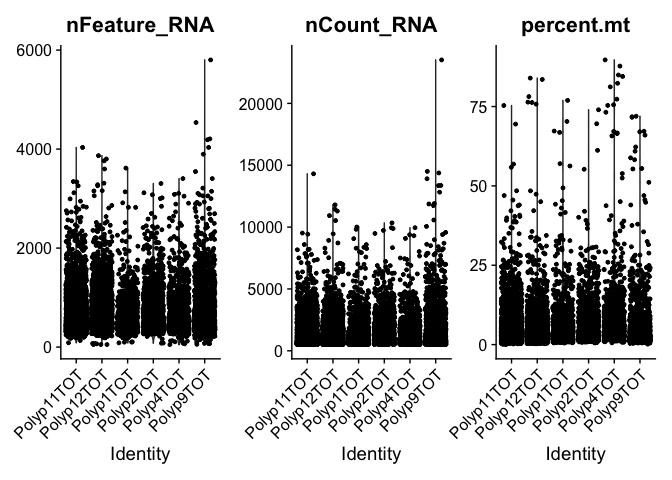 nFeature_RNA
6000
4000
2000
0
Polyp11TOT
Polyp12TOT
Polyp1TOT
Polyp2TOT
Polyp4TOT
Polyp9TOT
Identity
nCount_RNA
20000
15000
10000
5000
0
Polyp11TOT
Polyp12TOT
Polyp1TOT
Polyp2TOT
Polyp4TOT
Polyp9TOT
Identity
percent.mt
75
50
25
0
Polyp11TOT
Polyp12TOT
Polyp1TOT
Polyp2TOT
Polyp4TOT
Polyp9TOT
Identity